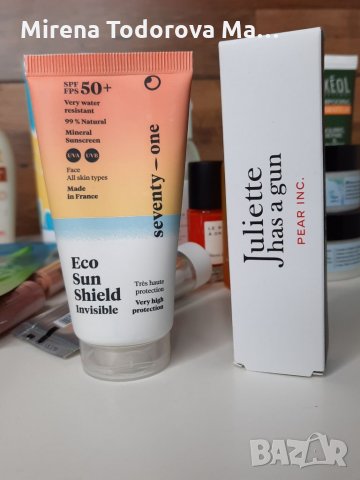 Mirena Todorova Ma...
SPF
FPS 50+
Very water
resistant
99% Natural
Mineral
Sunscreen
UVA UVB
Face
All skin types
Made
in France
seventy-one
Eco
Sun
Shield
Invisible
Très haute
protection
Very high
protection
Juliette
has a gun
PEAR INC.
KÉOL
LE
BAZAR